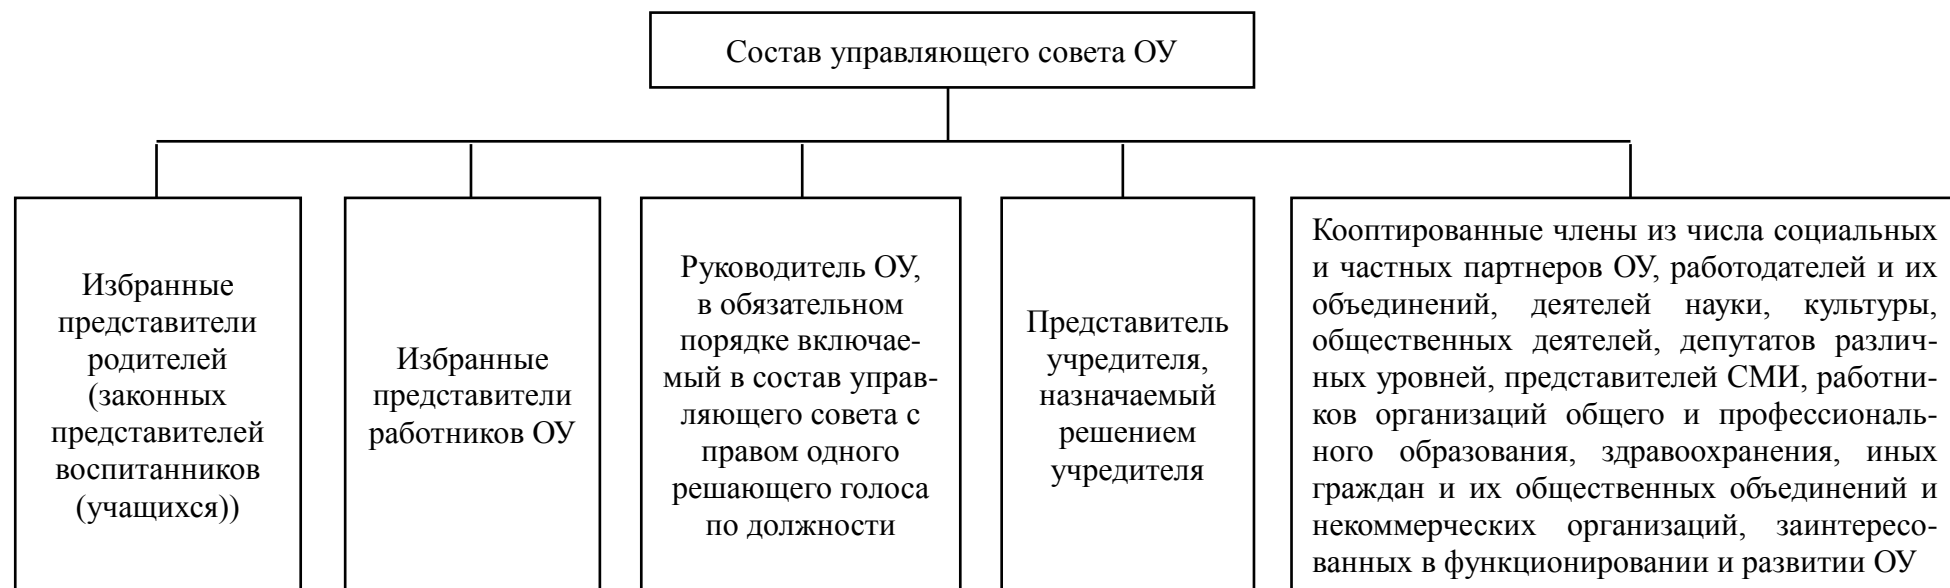 Состав управляющего совета ОУ
Избранные
представители
родителей
(законных
представителей
воспитанников
(учащихся))
Избранные
представители
работников ОУ
Руководитель ОУ,
в обязательном
порядке включае-
мый в состав управ-
ляющего совета с
правом одного
решающего голоса
по должности
Представитель
учредителя,
назначаемый
решением
учредителя
Кооптированные члены из числа социальных
и частных партнеров ОУ, работодателей и их
объединений, деятелей науки, культуры,
общественных деятелей, депутатов различ-
ных уровней, представителей СМИ, работни-
ков организаций общего и профессиональ-
ного образования, здравоохранения, иных
граждан и их общественных объединений и
некоммерческих организаций, заинтересо-
ванных в функционировании и развитии ОУ